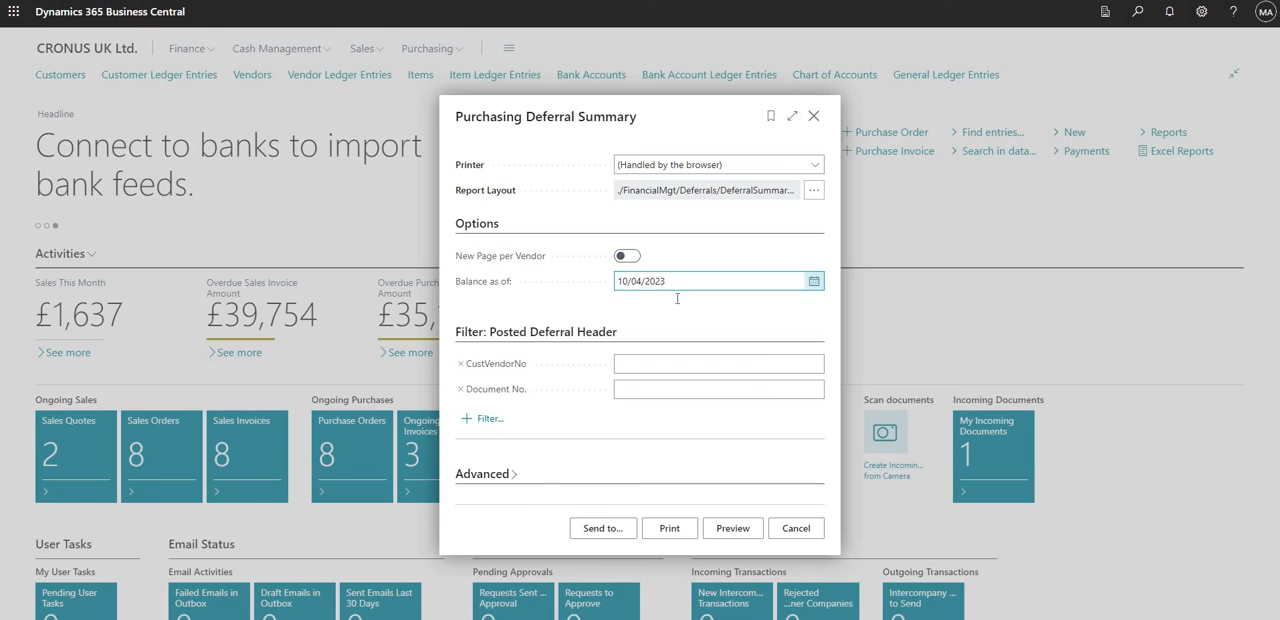 Dynamics 365 Business Central
MA
CRONUS UK Ltd.
Finance
Cash Management
Sales
Purchasing
Customers
Customer Ledger Entries
Vendors
Vendor Ledger Entries
Items
Item Ledger Entries
Bank Accounts
Bank Account Ledger Entries
Chart of Accounts
General Ledger Entries
Headline
Connect to banks to import
bank feeds.
Purchase Order
Purchase Invoice
Find entries...
Search in data...
New
Payments
Reports
Excel Reports
Purchasing Deferral Summary
Printer
(Handled by the browser)
Report Layout
./FinancialMgt/Deferrals/DeferralSummar...
Options
New Page per Vendor
Balance as of:
10/04/2023
Filter: Posted Deferral Header
CustVendorNo
Document No.
Filter...
Advanced
Send to...
Print
Preview
Cancel
Activities
Sales This Month
£1,637
See more
Overdue Sales Invoice
Amount
£39,754
See more
Overdue Purch
Amount
£35,
See more
Ongoing Sales
Sales Quotes
2
Sales Orders
8
Sales Invoices
8
Ongoing Purchases
Purchase Orders
8
Ongoing
Invoices
3
Scan documents
Create Incomin...
from Camera
Incoming Documents
My Incoming
Documents
1
User Tasks
My User Tasks
Pending User
Tasks
Email Status
Email Activities
Failed Emails in
Outbox
Draft Emails in
Outbox
Sent Emails Last
30 Days
Pending Approvals
Requests Sent ...
Approval
Requests to
Approve
Incoming Transactions
New Intercom...
Transactions
Rejected
...ner Companies
Outgoing Transactions
Intercompany ...
to Send